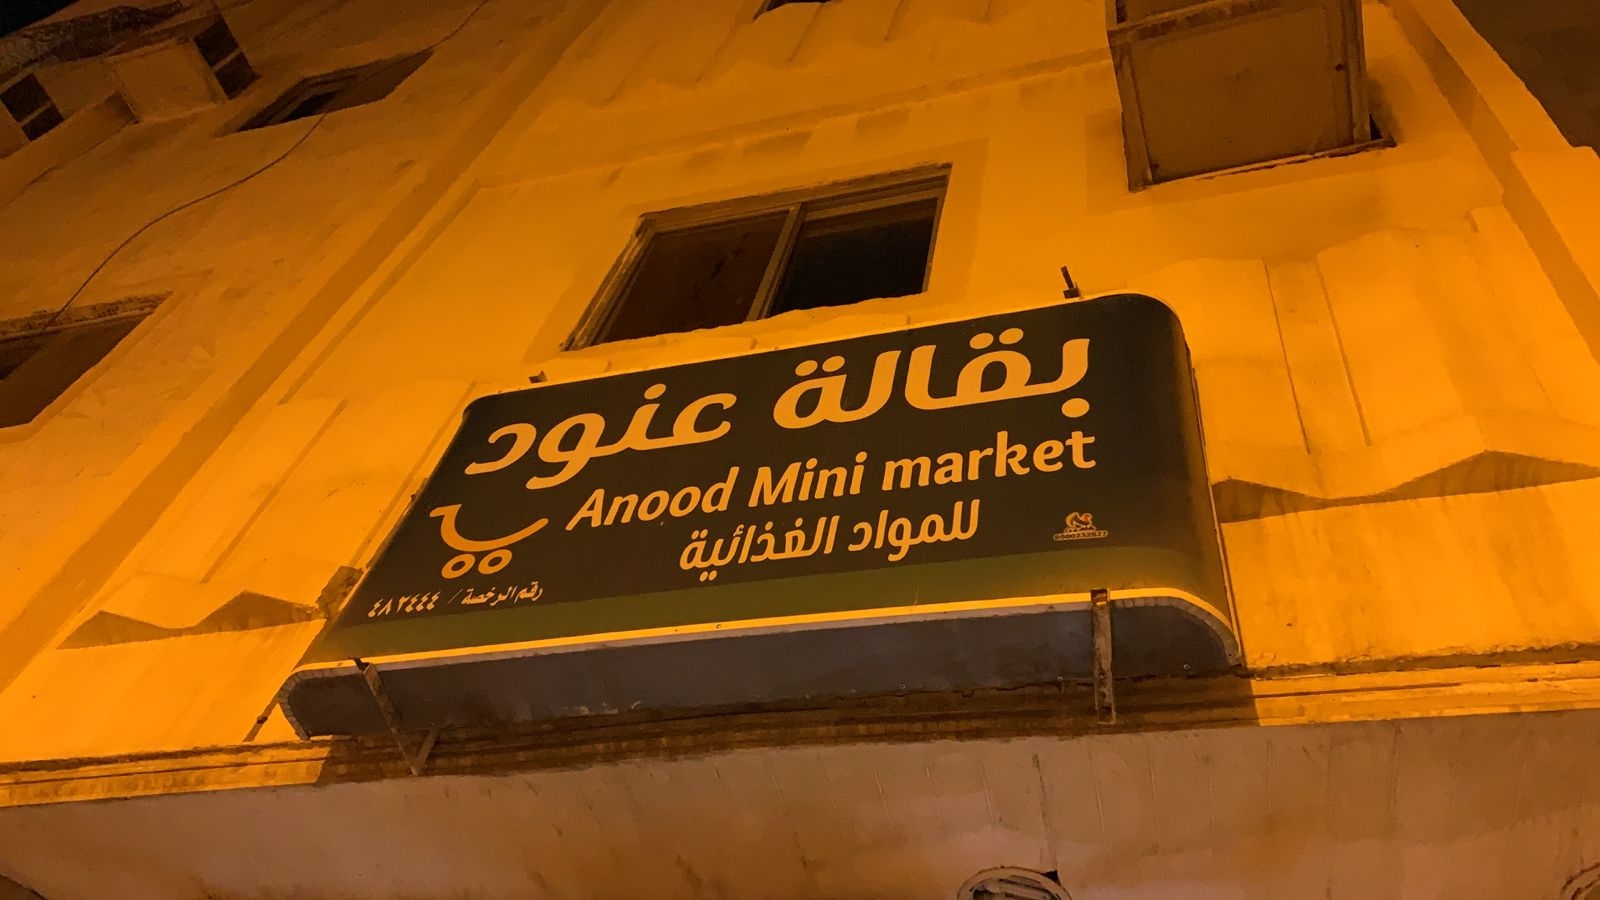 بقالة عنود
Anood Mini market
للمواد الغذائية
رقم الرخصة / ٤٨٢٤٤٤